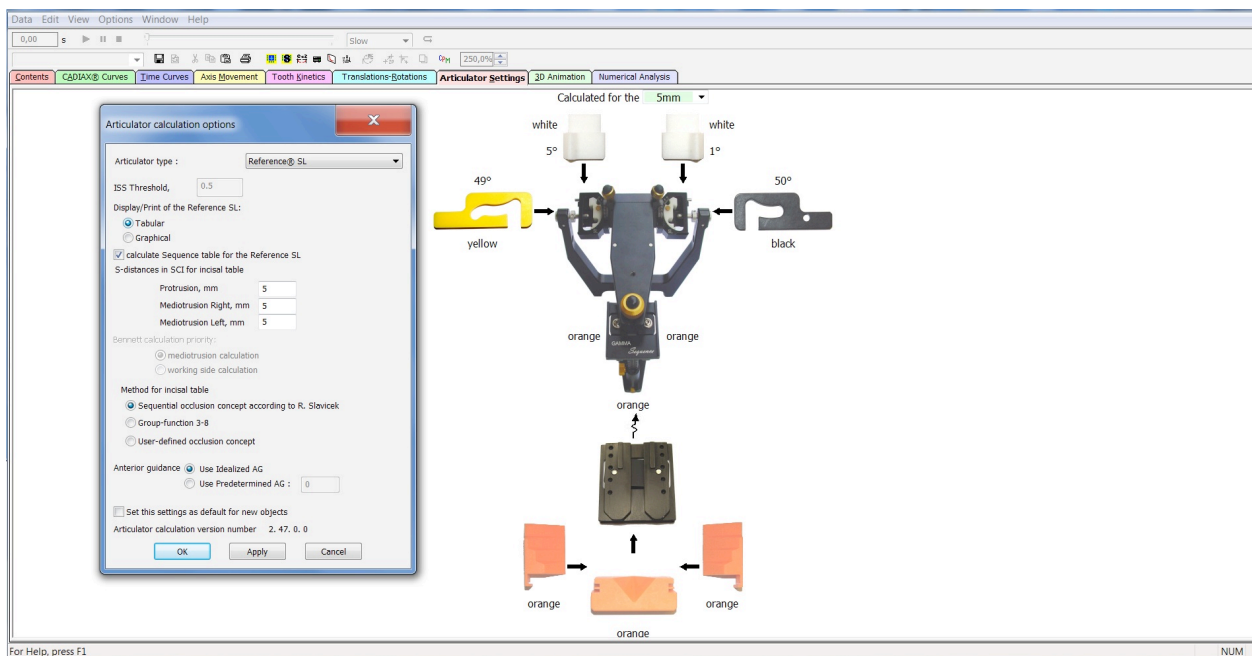 Data Edit View Options Window Help
0,00 s Slow
CPM 250,0%
Contents CADIAX® Curves Time Curves Axis Movement Tooth Kinetics Translations-Rotations Articulator Settings 3D Animation Numerical Analysis
Articulator calculation options
Articulator type : Reference® SL
ISS Threshold, 0.5
Display/Print of the Reference SL:
Tabular
Graphical
calculate Sequence table for the Reference SL
S-distances in SCI for incisal table
Protrusion, mm 5
Mediotrusion Right, mm 5
Mediotrusion Left, mm 5
Bennett calculation priority:
mediotrusion calculation
working side calculation
Method for incisal table
Sequential occlusion concept according to R. Slavicek
Group-function 3-8
User-defined occlusion concept
Anterior guidance Use Idealized AG
Use Predetermined AG : 0
Set this settings as default for new objects
Articulator calculation version number 2. 47. 0. 0
OK Apply Cancel
Calculated for the 5mm
white white
5° 1°
49° 50°
yellow black
orange orange
GAMMA
Sequence
orange
orange orange
orange
For Help, press F1 NUM